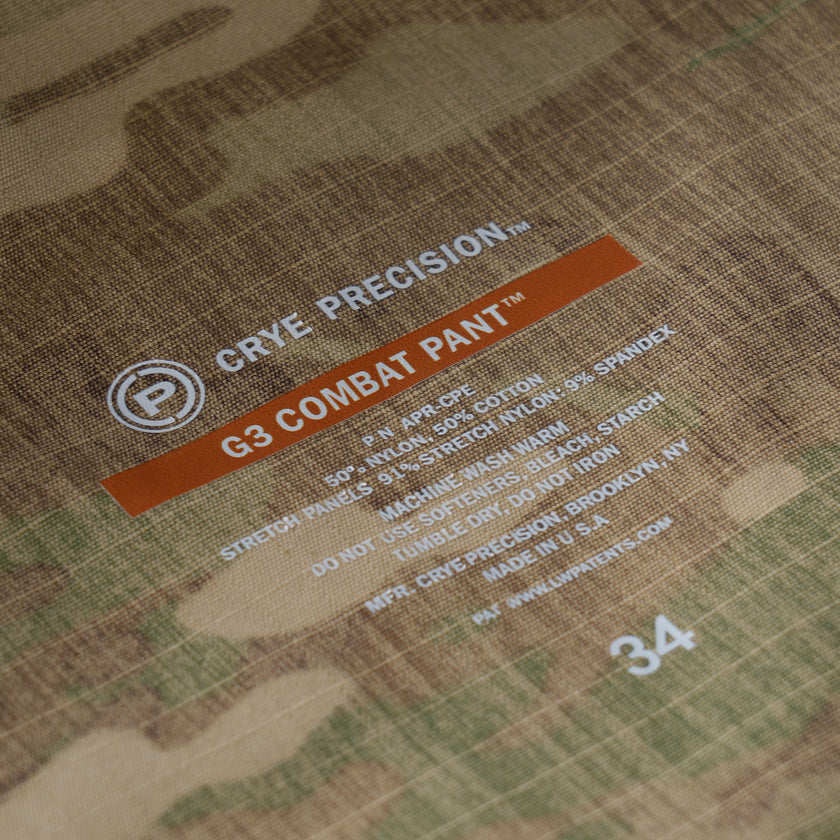 CRYE PRECISION™
P
G3 COMBAT PANT™
P N APR-CPE
50% NYLON, 50% COTTON
STRETCH PANELS 91% STRETCH NYLON· 9% SPANDEX
MACHINE WASH WARM
DO NOT USE SOFTENERS, BLEACH, STARCH
TUMBLE DRY, DO NOT IRON
MFR. CRYE PRECISION, BROOKLYN, NY
MADE IN U.S.A
PAT WWW.LWPATENTS.COM
34